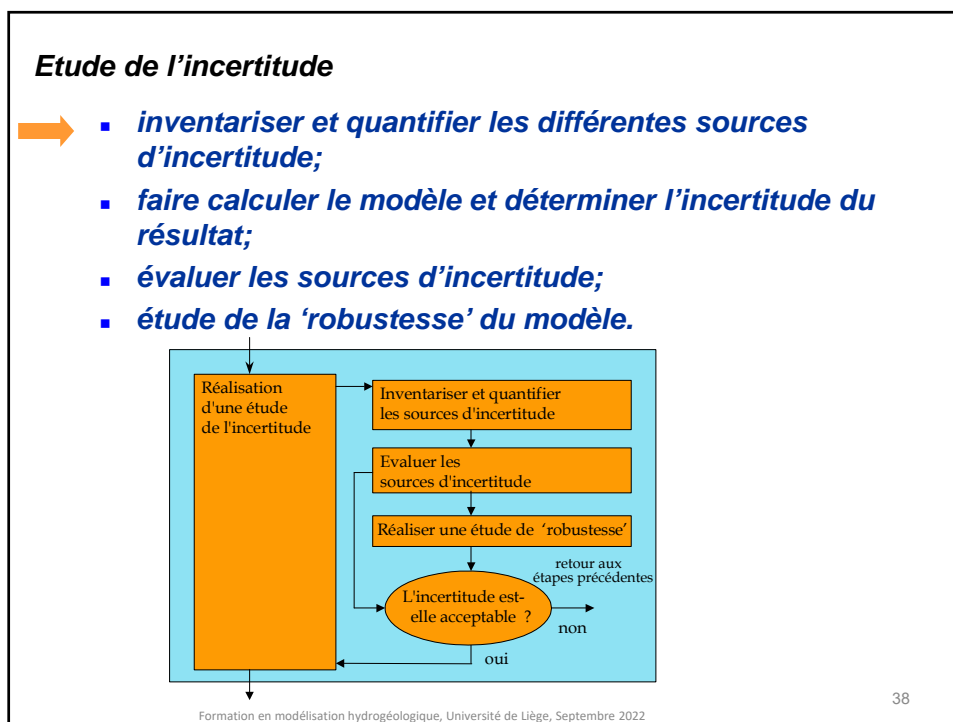 Etude de l’incertitude
▪ inventariser et quantifier les différentes sources
d’incertitude;
▪ faire calculer le modèle et déterminer l’incertitude du
résultat;
▪ évaluer les sources d’incertitude;
▪ étude de la ‘robustesse’ du modèle.
Réalisation
d'une étude
de l'incertitude
Inventariser et quantifier
les sources d'incertitude
Evaluer les
sources d'incertitude
Réaliser une étude de ‘robustesse’
retour aux
étapes précédentes
L'incertitude est-
elle acceptable ?
non
oui
38
Formation en modélisation hydrogéologique, Université de Liège, Septembre 2022